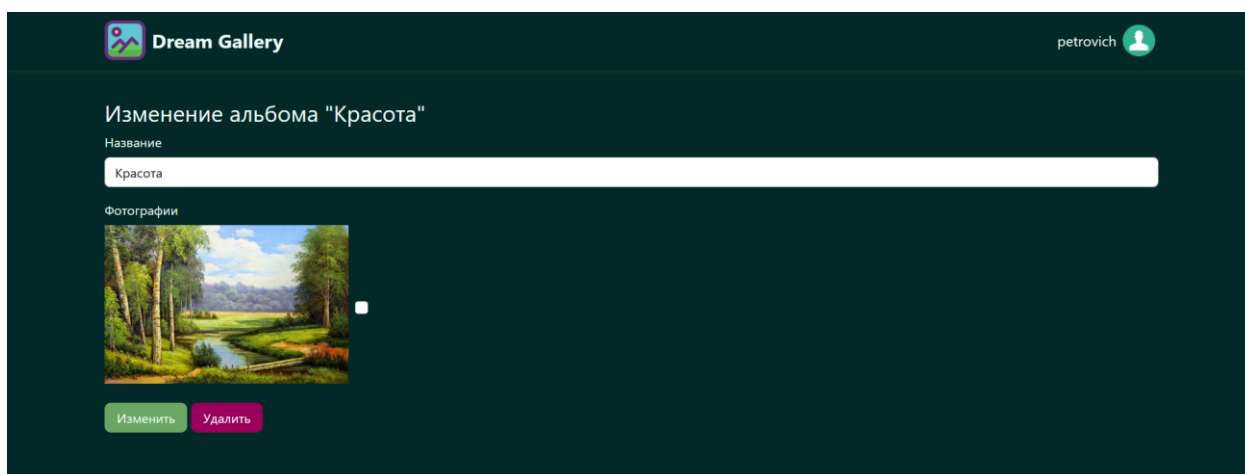 Dream Gallery
petrovich
Изменение альбома "Красота"
Название
Красота
Фотографии
Изменить
Удалить